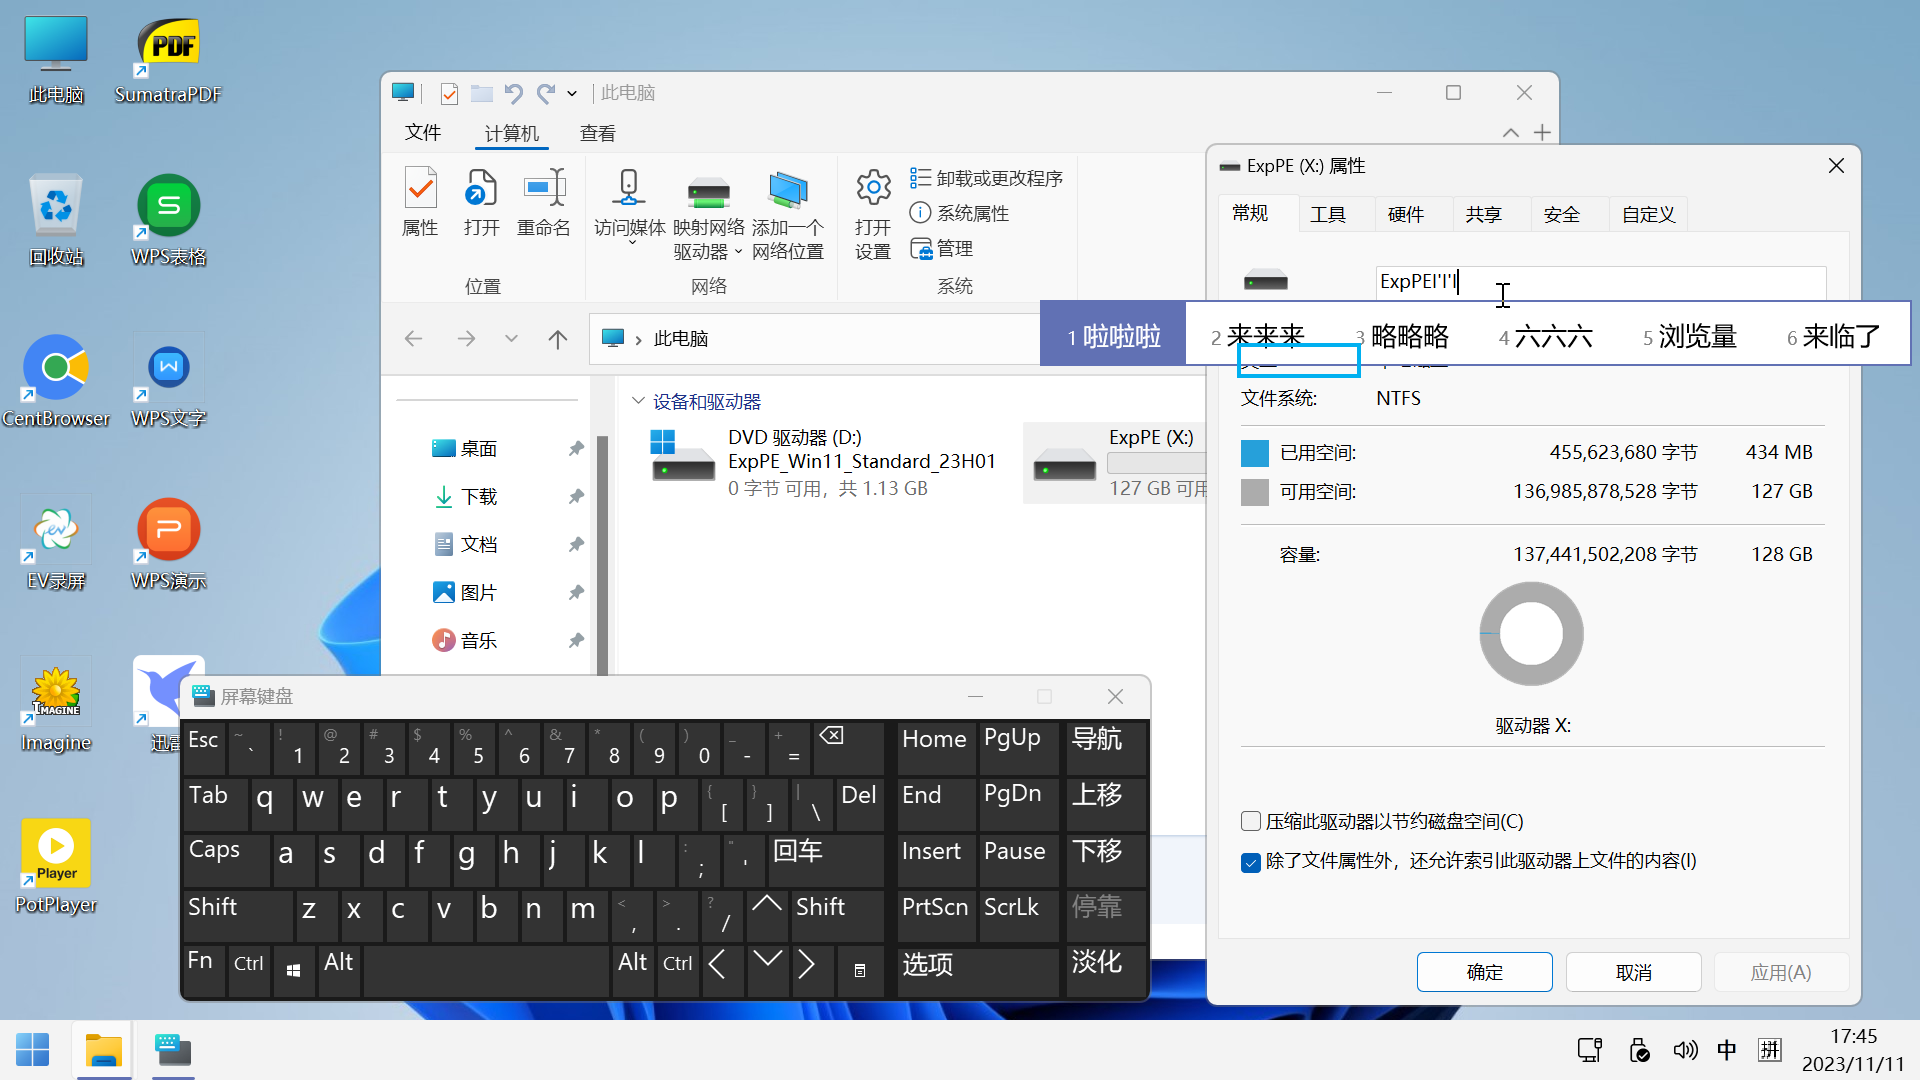 此电脑
SumatraPDF
回收站
WPS表格
CentBrowser
WPS文字
EV录屏
WPS演示
Imagine
PotPlayer
此电脑
文件
计算机
查看
属性
打开
重命名
位置
访问媒体
映射网络
驱动器
添加一个
网络位置
网络
打开
设置
卸载或更改程序
系统属性
管理
系统
此电脑
桌面
下载
文档
图片
音乐
设备和驱动器
DVD 驱动器 (D:)
ExpPE_Win11_Standard_23H01
0 字节 可用，共 1.13 GB
ExpPE (X:)
127 GB 可用
ExpPE (X:) 属性
常规
工具
硬件
共享
安全
自定义
ExpPEl'l'l
1 啦啦啦
2 来来来
3 略略略
4 六六六
5 浏览量
6 来临了
文件系统: NTFS
已用空间: 455,623,680 字节 434 MB
可用空间: 136,985,878,528 字节 127 GB
容量: 137,441,502,208 字节 128 GB
驱动器 X:
压缩此驱动器以节约磁盘空间(C)
除了文件属性外，还允许索引此驱动器上文件的内容(I)
确定
取消
应用(A)
屏幕键盘
Esc ~ ` ! 1 @ 2 # 3 $ 4 % 5 ^ 6 & 7 * 8 ( 9 ) 0 _ - + = Home PgUp 导航
Tab q w e r t y u i o p { [ } ] | \ Del End PgDn 上移
Caps a s d f g h j k l : ; " ' 回车 Insert Pause 下移
Shift z x c v b n m < , > . ? / Shift PrtScn ScrLk 停靠
Fn Ctrl Alt Alt Ctrl 选项 淡化
中
拼
17:45
2023/11/11